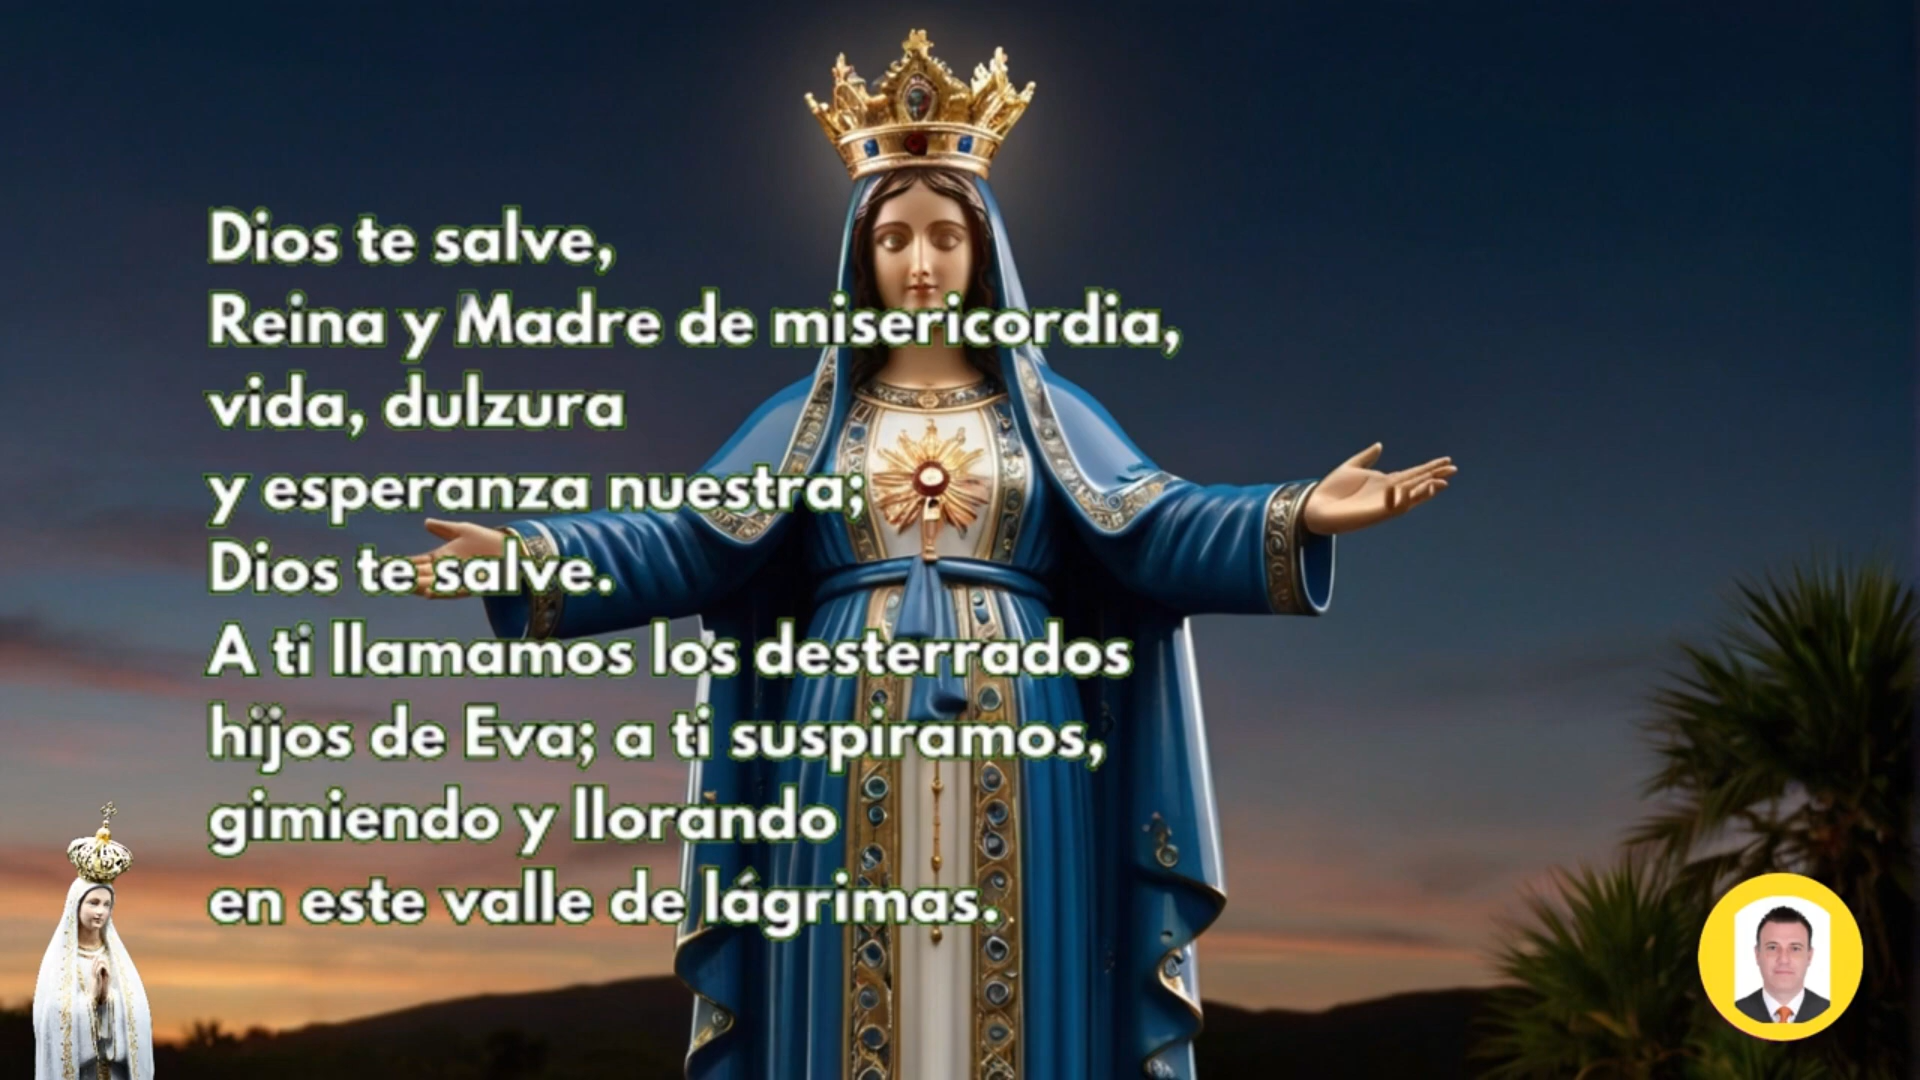 Dios te salve,
Reina y Madre de misericordia,
vida, dulzura
y esperanza nuestra;
Dios te salve.
A ti llamamos los desterrados
hijos de Eva; a ti suspiramos,
gimiendo y llorando
en este valle de lágrimas.